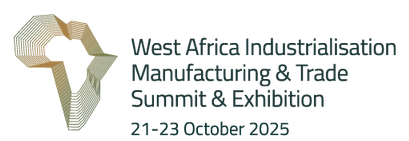 West Africa Industrialisation
Manufacturing & Trade
Summit & Exhibition
21-23 October 2025